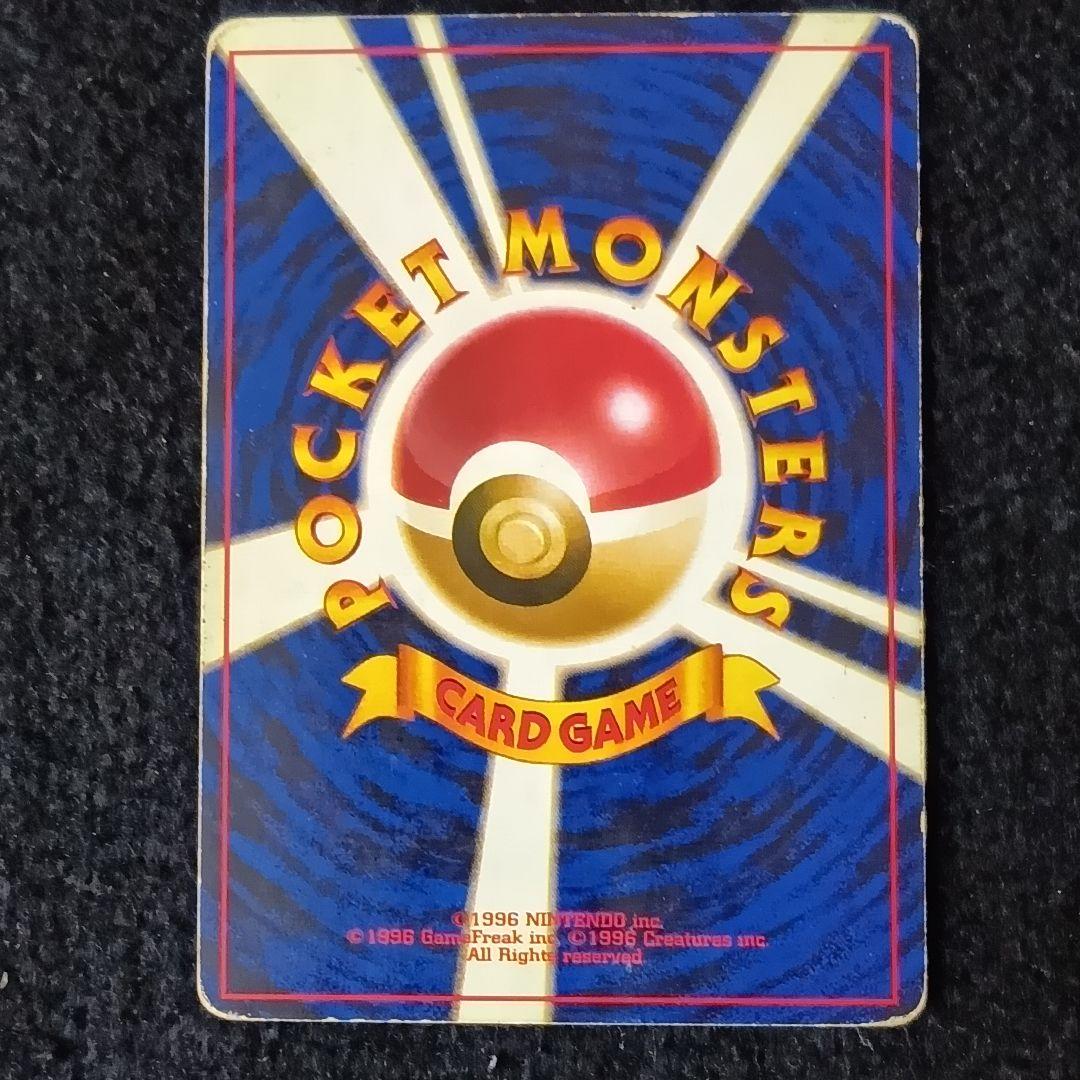 POCKET MONSTERS
CARD GAME
©1996 NINTENDO inc.
©1996 GameFreak inc. ©1996 Creatures inc.
All Rights reserved.